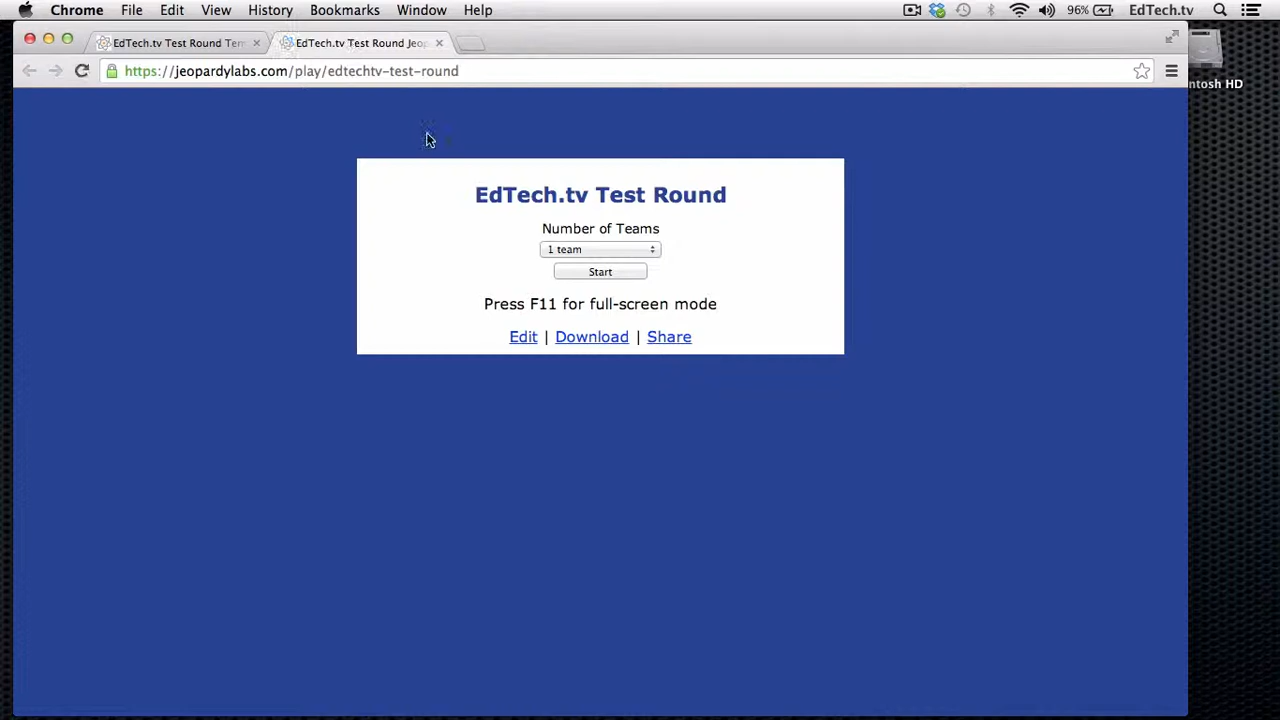 Chrome File Edit View History Bookmarks Window Help 96% EdTech.tv
EdTech.tv Test Round Tem EdTech.tv Test Round Jeop
https://jeopardylabs.com/play/edtechtv-test-round
ntosh HD
EdTech.tv Test Round
Number of Teams
1 team
Start
Press F11 for full-screen mode
Edit | Download | Share